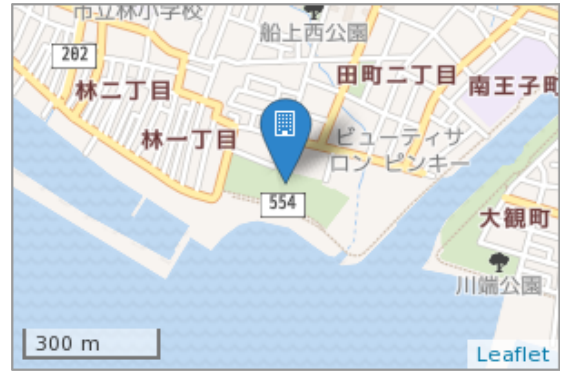 市立林小学校
船上西公園
202
林二丁目
田町二丁目
南王子町
林一丁目
ビューティサ
ロン ピンキー
554
大観町
川端公園
300 m
Leaflet